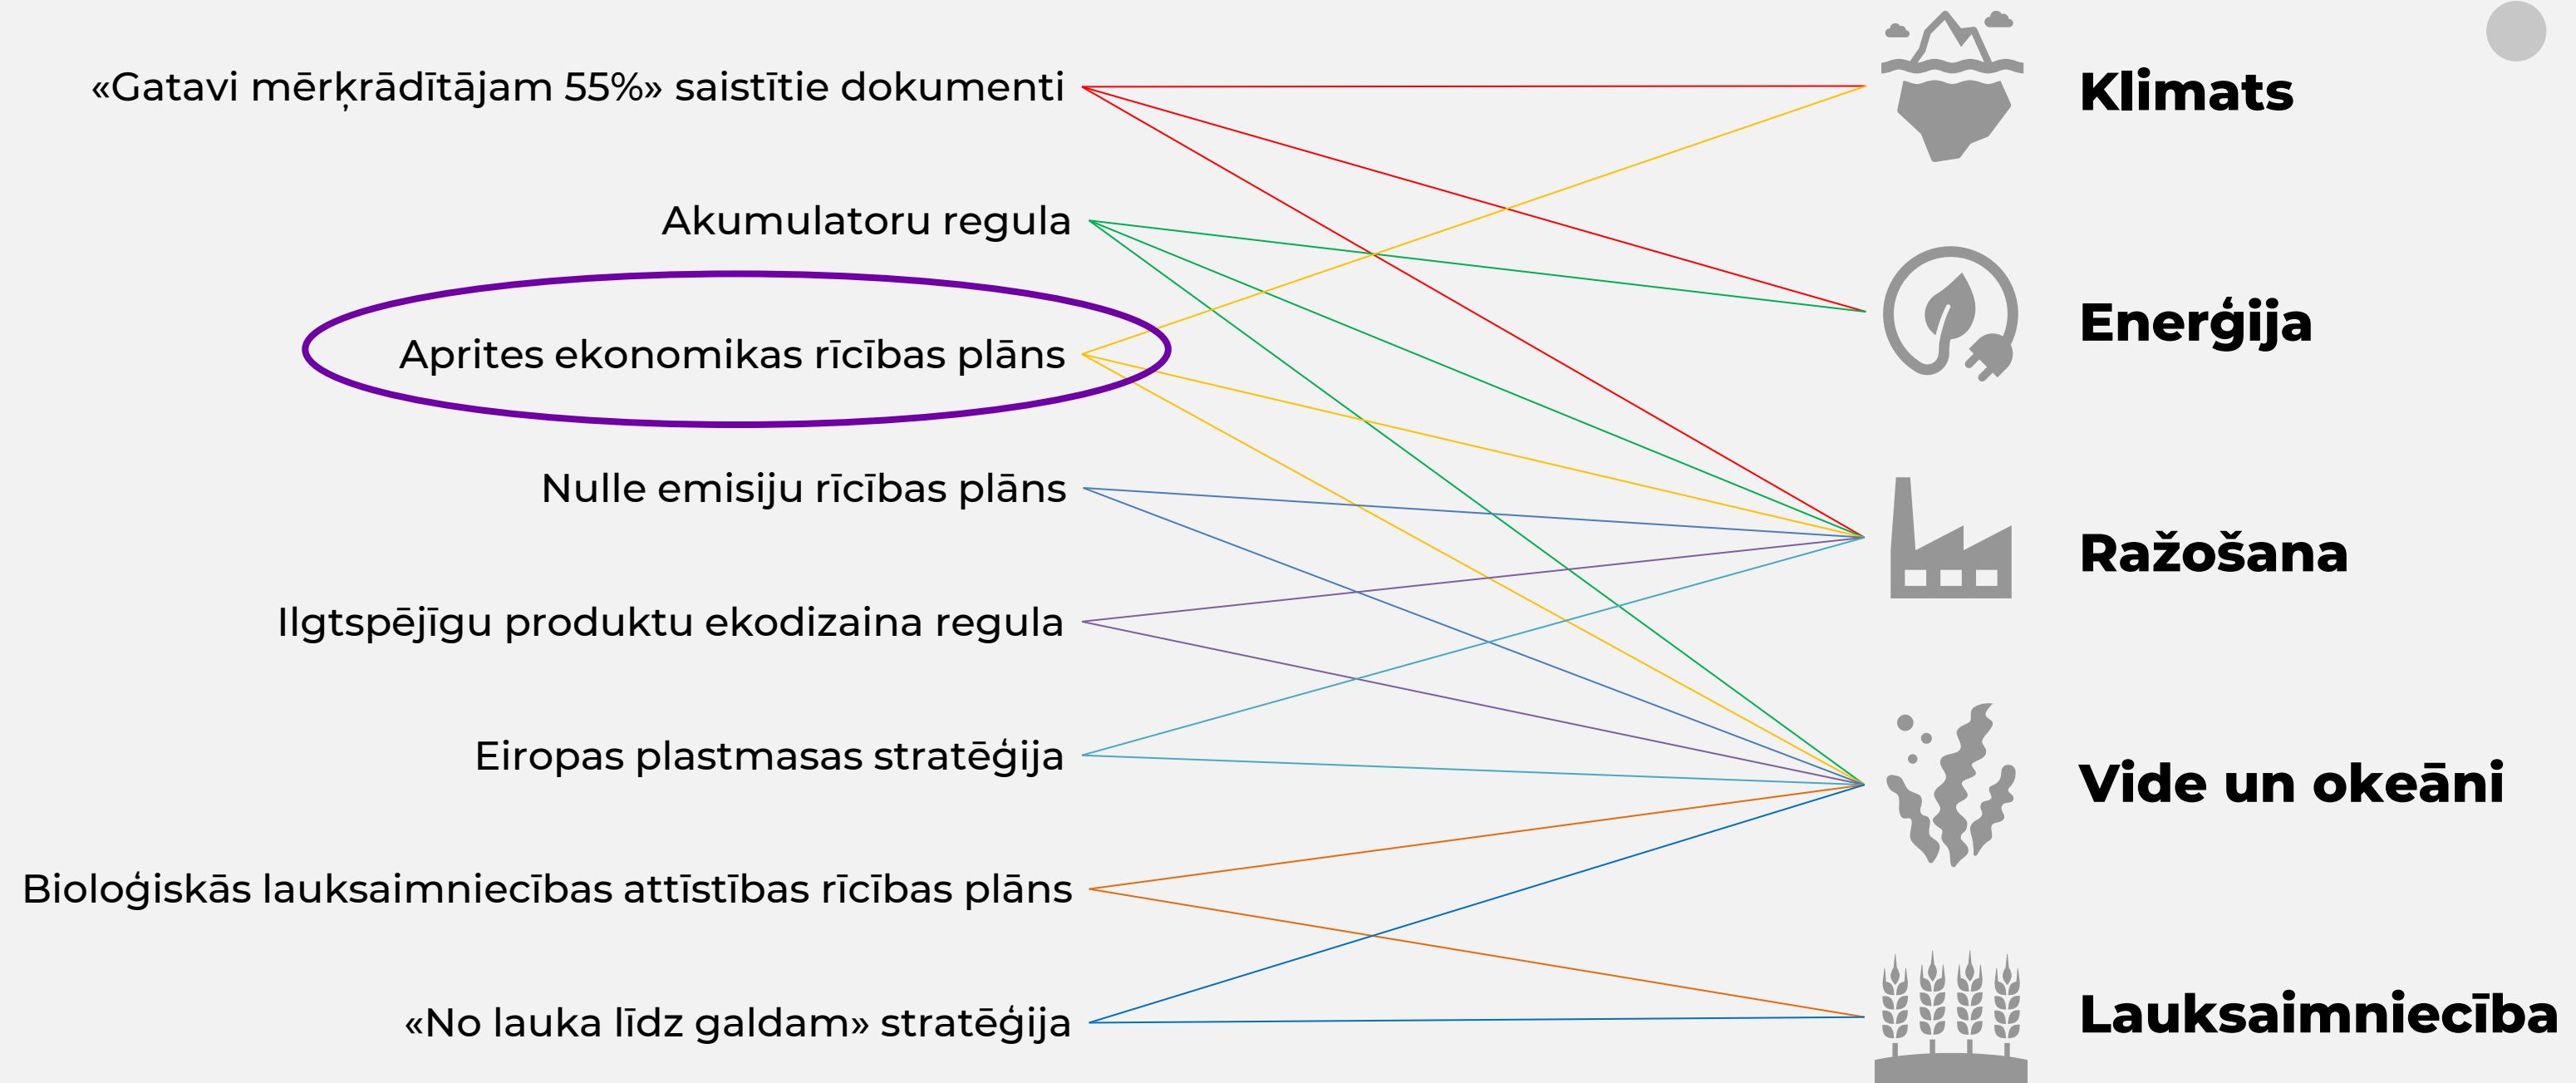 «Gatavi mērķrādītājam 55%» saistītie dokumenti
Akumulatoru regula
Aprites ekonomikas rīcības plāns
Nulle emisiju rīcības plāns
Ilgtspējīgu produktu ekodizaina regula
Eiropas plastmasas stratēģija
Bioloģiskās lauksaimniecības attīstības rīcības plāns
«No lauka līdz galdam» stratēģija
Klimats
Enerģija
Ražošana
Vide un okeāni
Lauksaimniecība